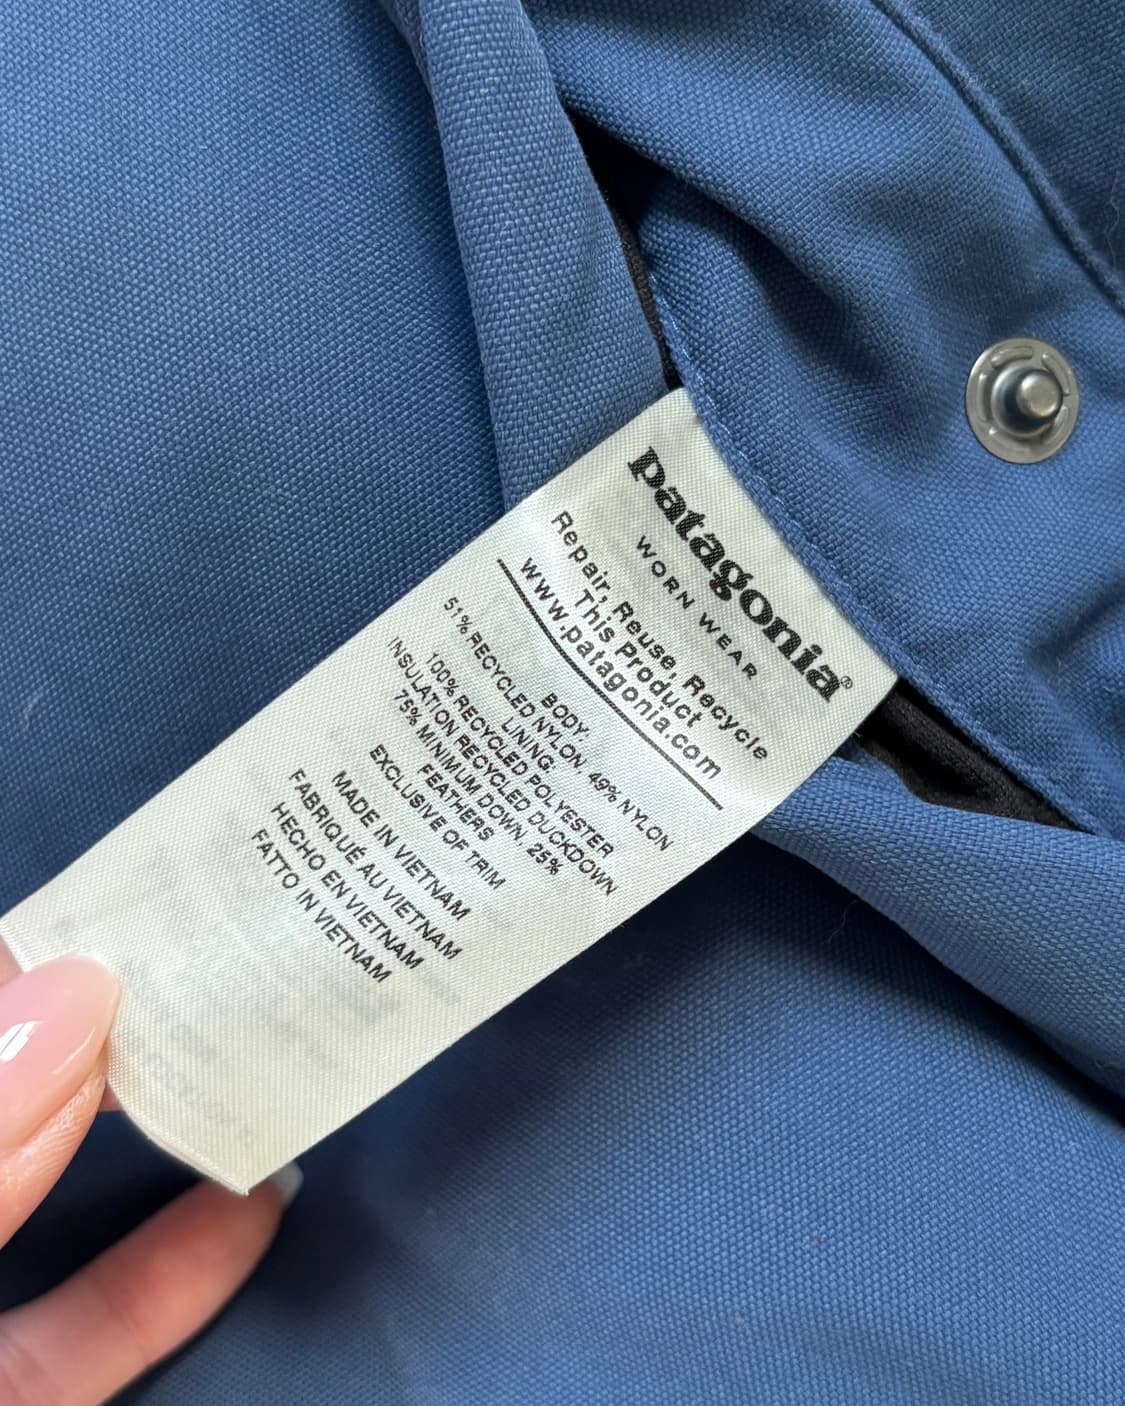 patagonia®
WORN WEAR
Repair, Reuse, Recycle
This Product
www.patagonia.com
BODY:
51% RECYCLED NYLON, 49% NYLON
LINING:
100% RECYCLED POLYESTER
INSULATION RECYCLED DUCKDOWN
75% MINIMUM DOWN, 25%
FEATHERS
EXCLUSIVE OF TRIM
MADE IN VIETNAM
FABRIQUÉ AU VIETNAM
HECHO EN VIETNAM
FATTO IN VIETNAM